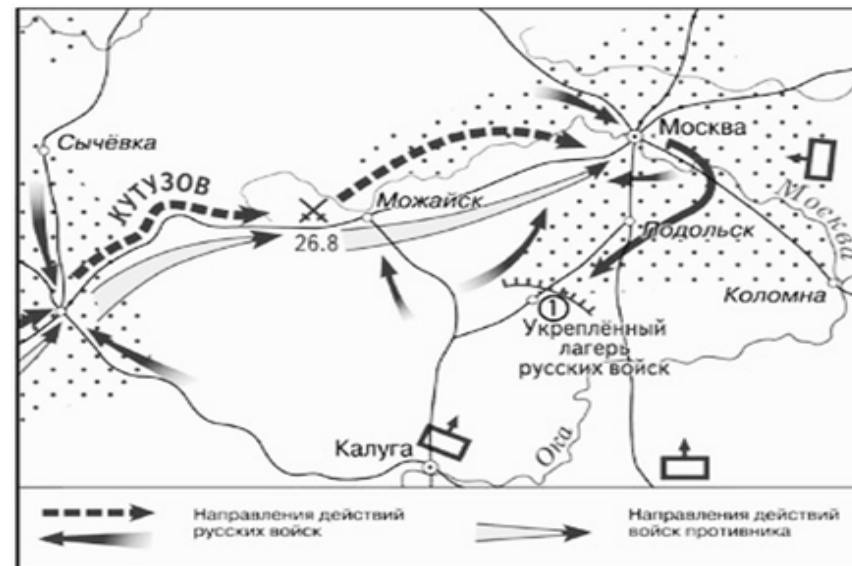 Сычёвка
Москва
КУТУЗОВ
Можайск
26.8
Подольск
Москва
Коломна
1
Укреплённый
лагерь
русских войск
Калуга
Ока
Направления действий
русских войск
Направления действий
войск противника